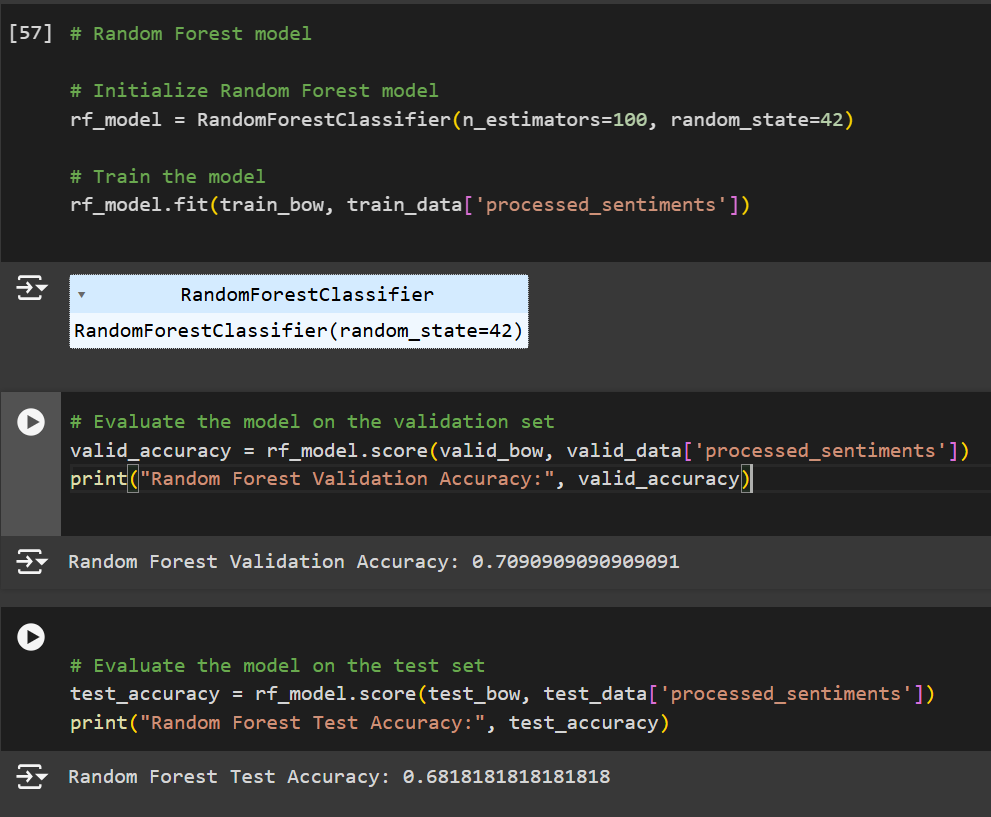 [57] # Random Forest model
# Initialize Random Forest model
rf_model = RandomForestClassifier(n_estimators=100, random_state=42)
# Train the model
rf_model.fit(train_bow, train_data['processed_sentiments'])
RandomForestClassifier
RandomForestClassifier(random_state=42)
# Evaluate the model on the validation set
valid_accuracy = rf_model.score(valid_bow, valid_data['processed_sentiments'])
print("Random Forest Validation Accuracy:", valid_accuracy)
Random Forest Validation Accuracy: 0.7090909090909091
# Evaluate the model on the test set
test_accuracy = rf_model.score(test_bow, test_data['processed_sentiments'])
print("Random Forest Test Accuracy:", test_accuracy)
Random Forest Test Accuracy: 0.6818181818181818